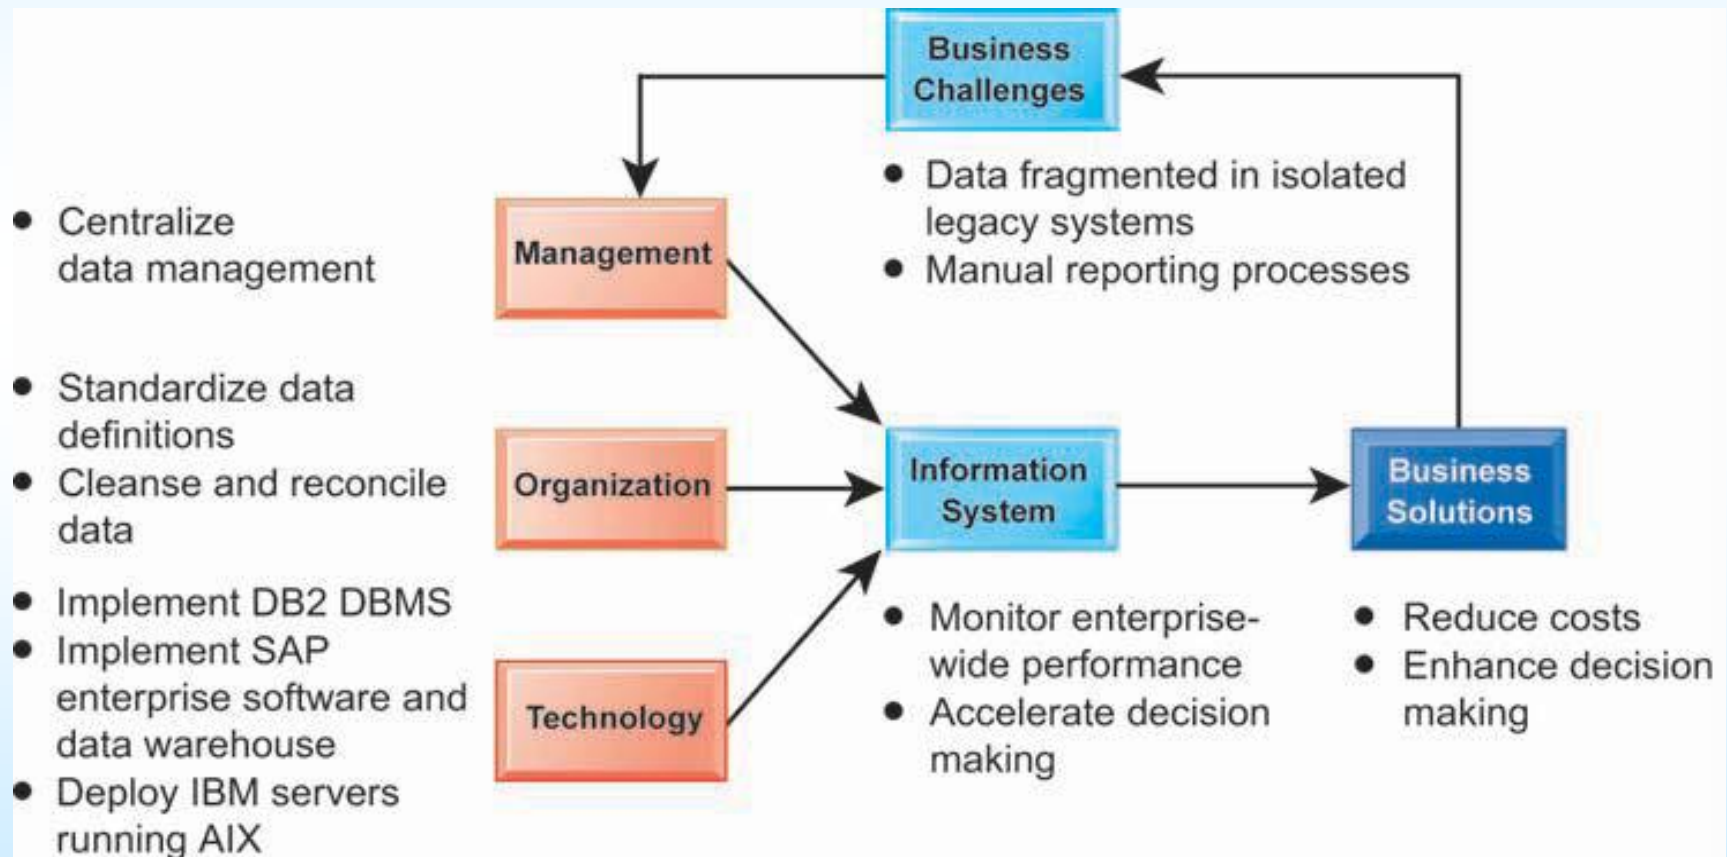 Business
Challenges
● Data fragmented in isolated
legacy systems
● Manual reporting processes
● Centralize
data management
Management
● Standardize data
definitions
● Cleanse and reconcile
data
Organization
● Implement DB2 DBMS
● Implement SAP
enterprise software and
data warehouse
● Deploy IBM servers
running AIX
Technology
Information
System
● Monitor enterprise-
wide performance
● Accelerate decision
making
Business
Solutions
● Reduce costs
● Enhance decision
making